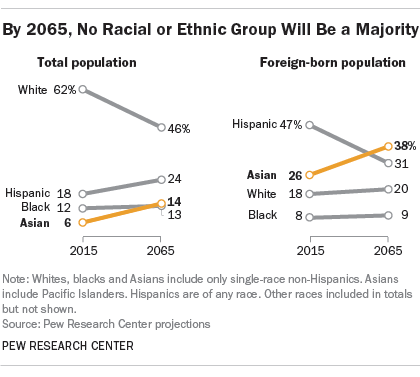 By 2065, No Racial or Ethnic Group Will Be a Majority
Total population
White 62%
46%
Hispanic 18
24
Black 12
13
Asian 6
14
2015 2065
Foreign-born population
Hispanic 47%
31
Asian 26
38%
White 18
20
Black 8
9
2015 2065
Note: Whites, blacks and Asians include only single-race non-Hispanics. Asians
include Pacific Islanders. Hispanics are of any race. Other races included in totals
but not shown.
Source: Pew Research Center projections
PEW RESEARCH CENTER